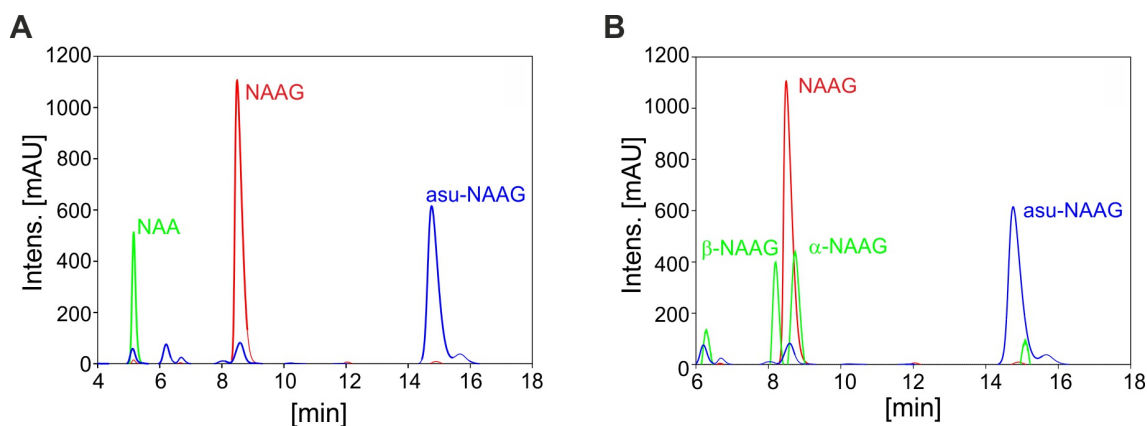 A
1200
1000
800
600
400
200
0
Intens. [mAU]
NAA
NAAG
asu-NAAG
4 6 8 10 12 14 16 18
[min]
B
1200
1000
800
600
400
200
0
Intens. [mAU]
NAAG
β-NAAG
α-NAAG
asu-NAAG
6 8 10 12 14 16 18
[min]